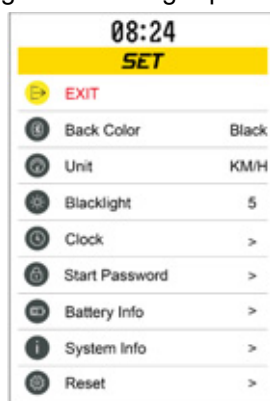 08:24
SET
EXIT
Back Color Black
Unit KM/H
Blacklight 5
Clock >
Start Password >
Battery Info >
System Info >
Reset >